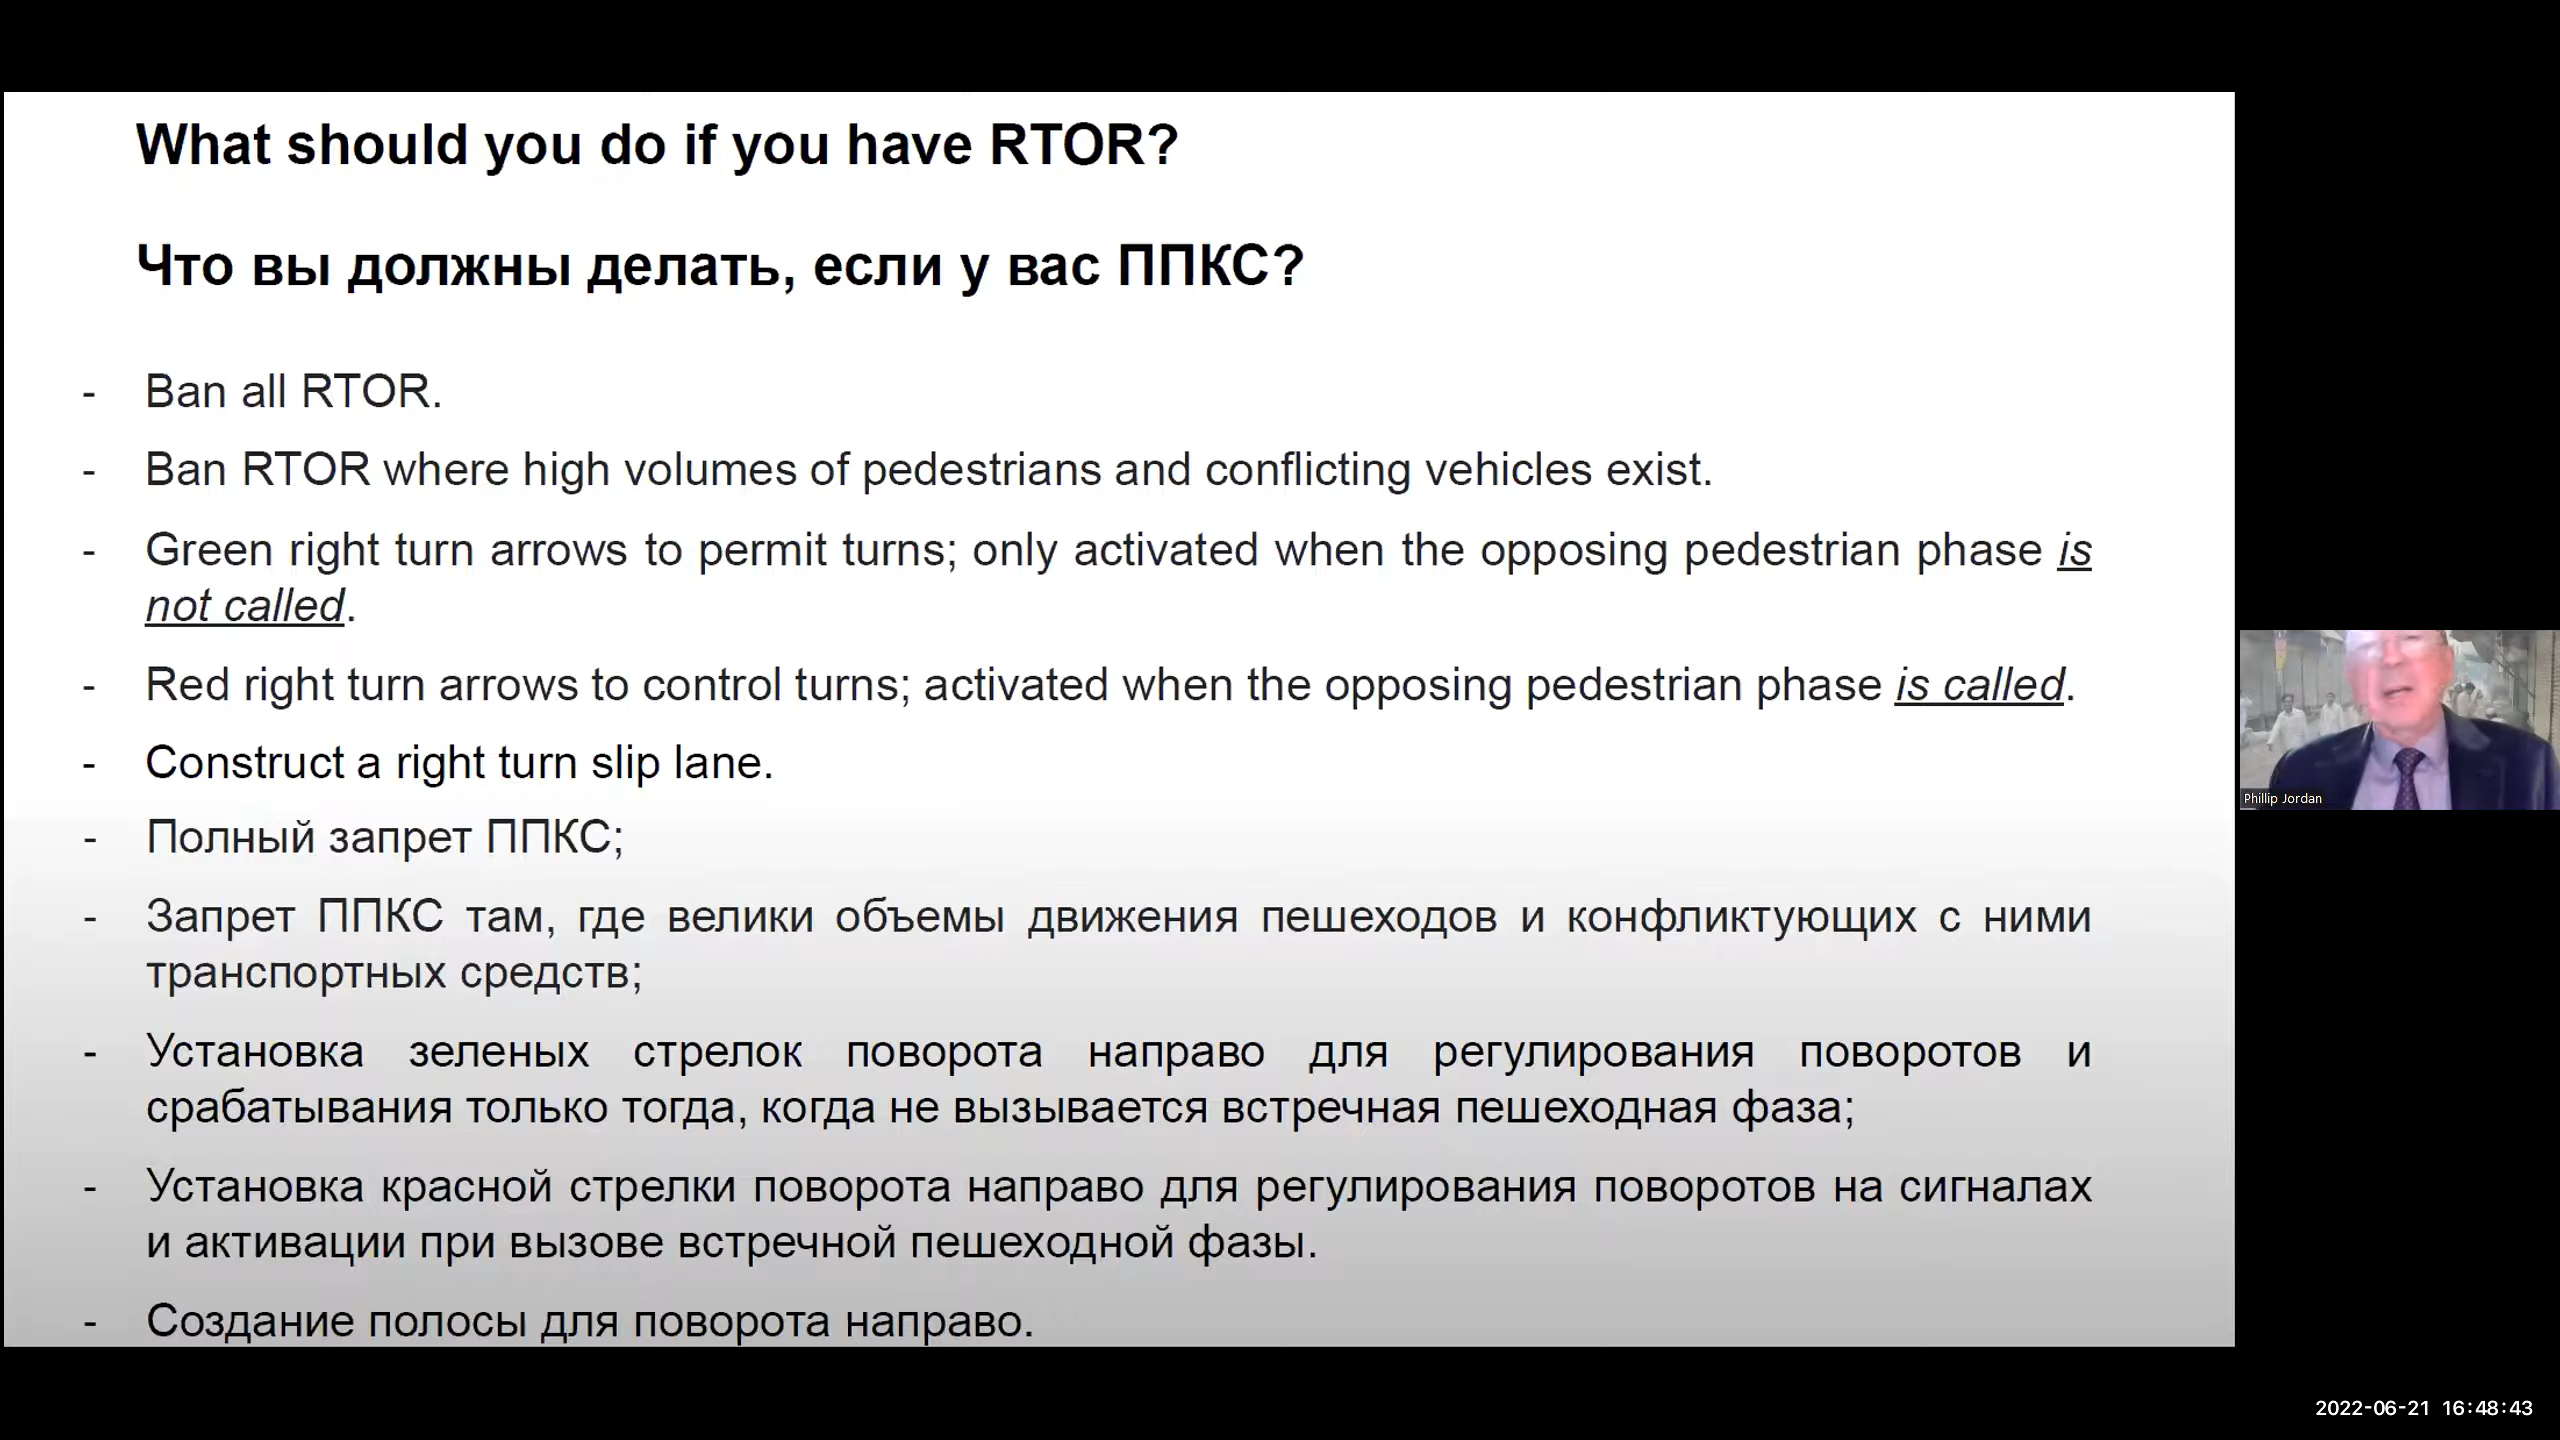 What should you do if you have RTOR?
Что вы должны делать, если у вас ППКС?
- Ban all RTOR.
- Ban RTOR where high volumes of pedestrians and conflicting vehicles exist.
- Green right turn arrows to permit turns; only activated when the opposing pedestrian phase is
not called.
- Red right turn arrows to control turns; activated when the opposing pedestrian phase is called.
- Construct a right turn slip lane.
- Полный запрет ППКС;
- Запрет ППКС там, где велики объемы движения пешеходов и конфликтующих с ними
транспортных средств;
- Установка зеленых стрелок поворота направо для регулирования поворотов и
срабатывания только тогда, когда не вызывается встречная пешеходная фаза;
- Установка красной стрелки поворота направо для регулирования поворотов на сигналах
и активации при вызове встречной пешеходной фазы.
- Создание полосы для поворота направо.
Phillip Jordan
2022-06-21 16:48:43